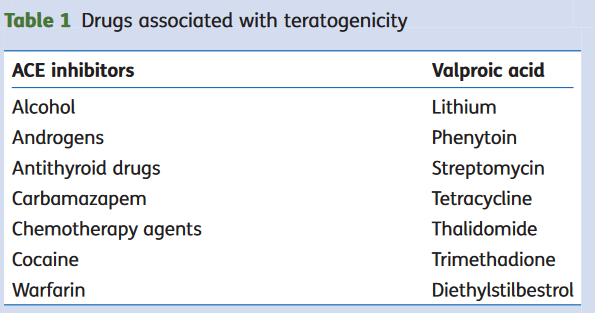 Table 1 Drugs associated with teratogenicity
ACE inhibitors Valproic acid
Alcohol Lithium
Androgens Phenytoin
Antithyroid drugs Streptomycin
Carbamazapem Tetracycline
Chemotherapy agents Thalidomide
Cocaine Trimethadione
Warfarin Diethylstilbestrol